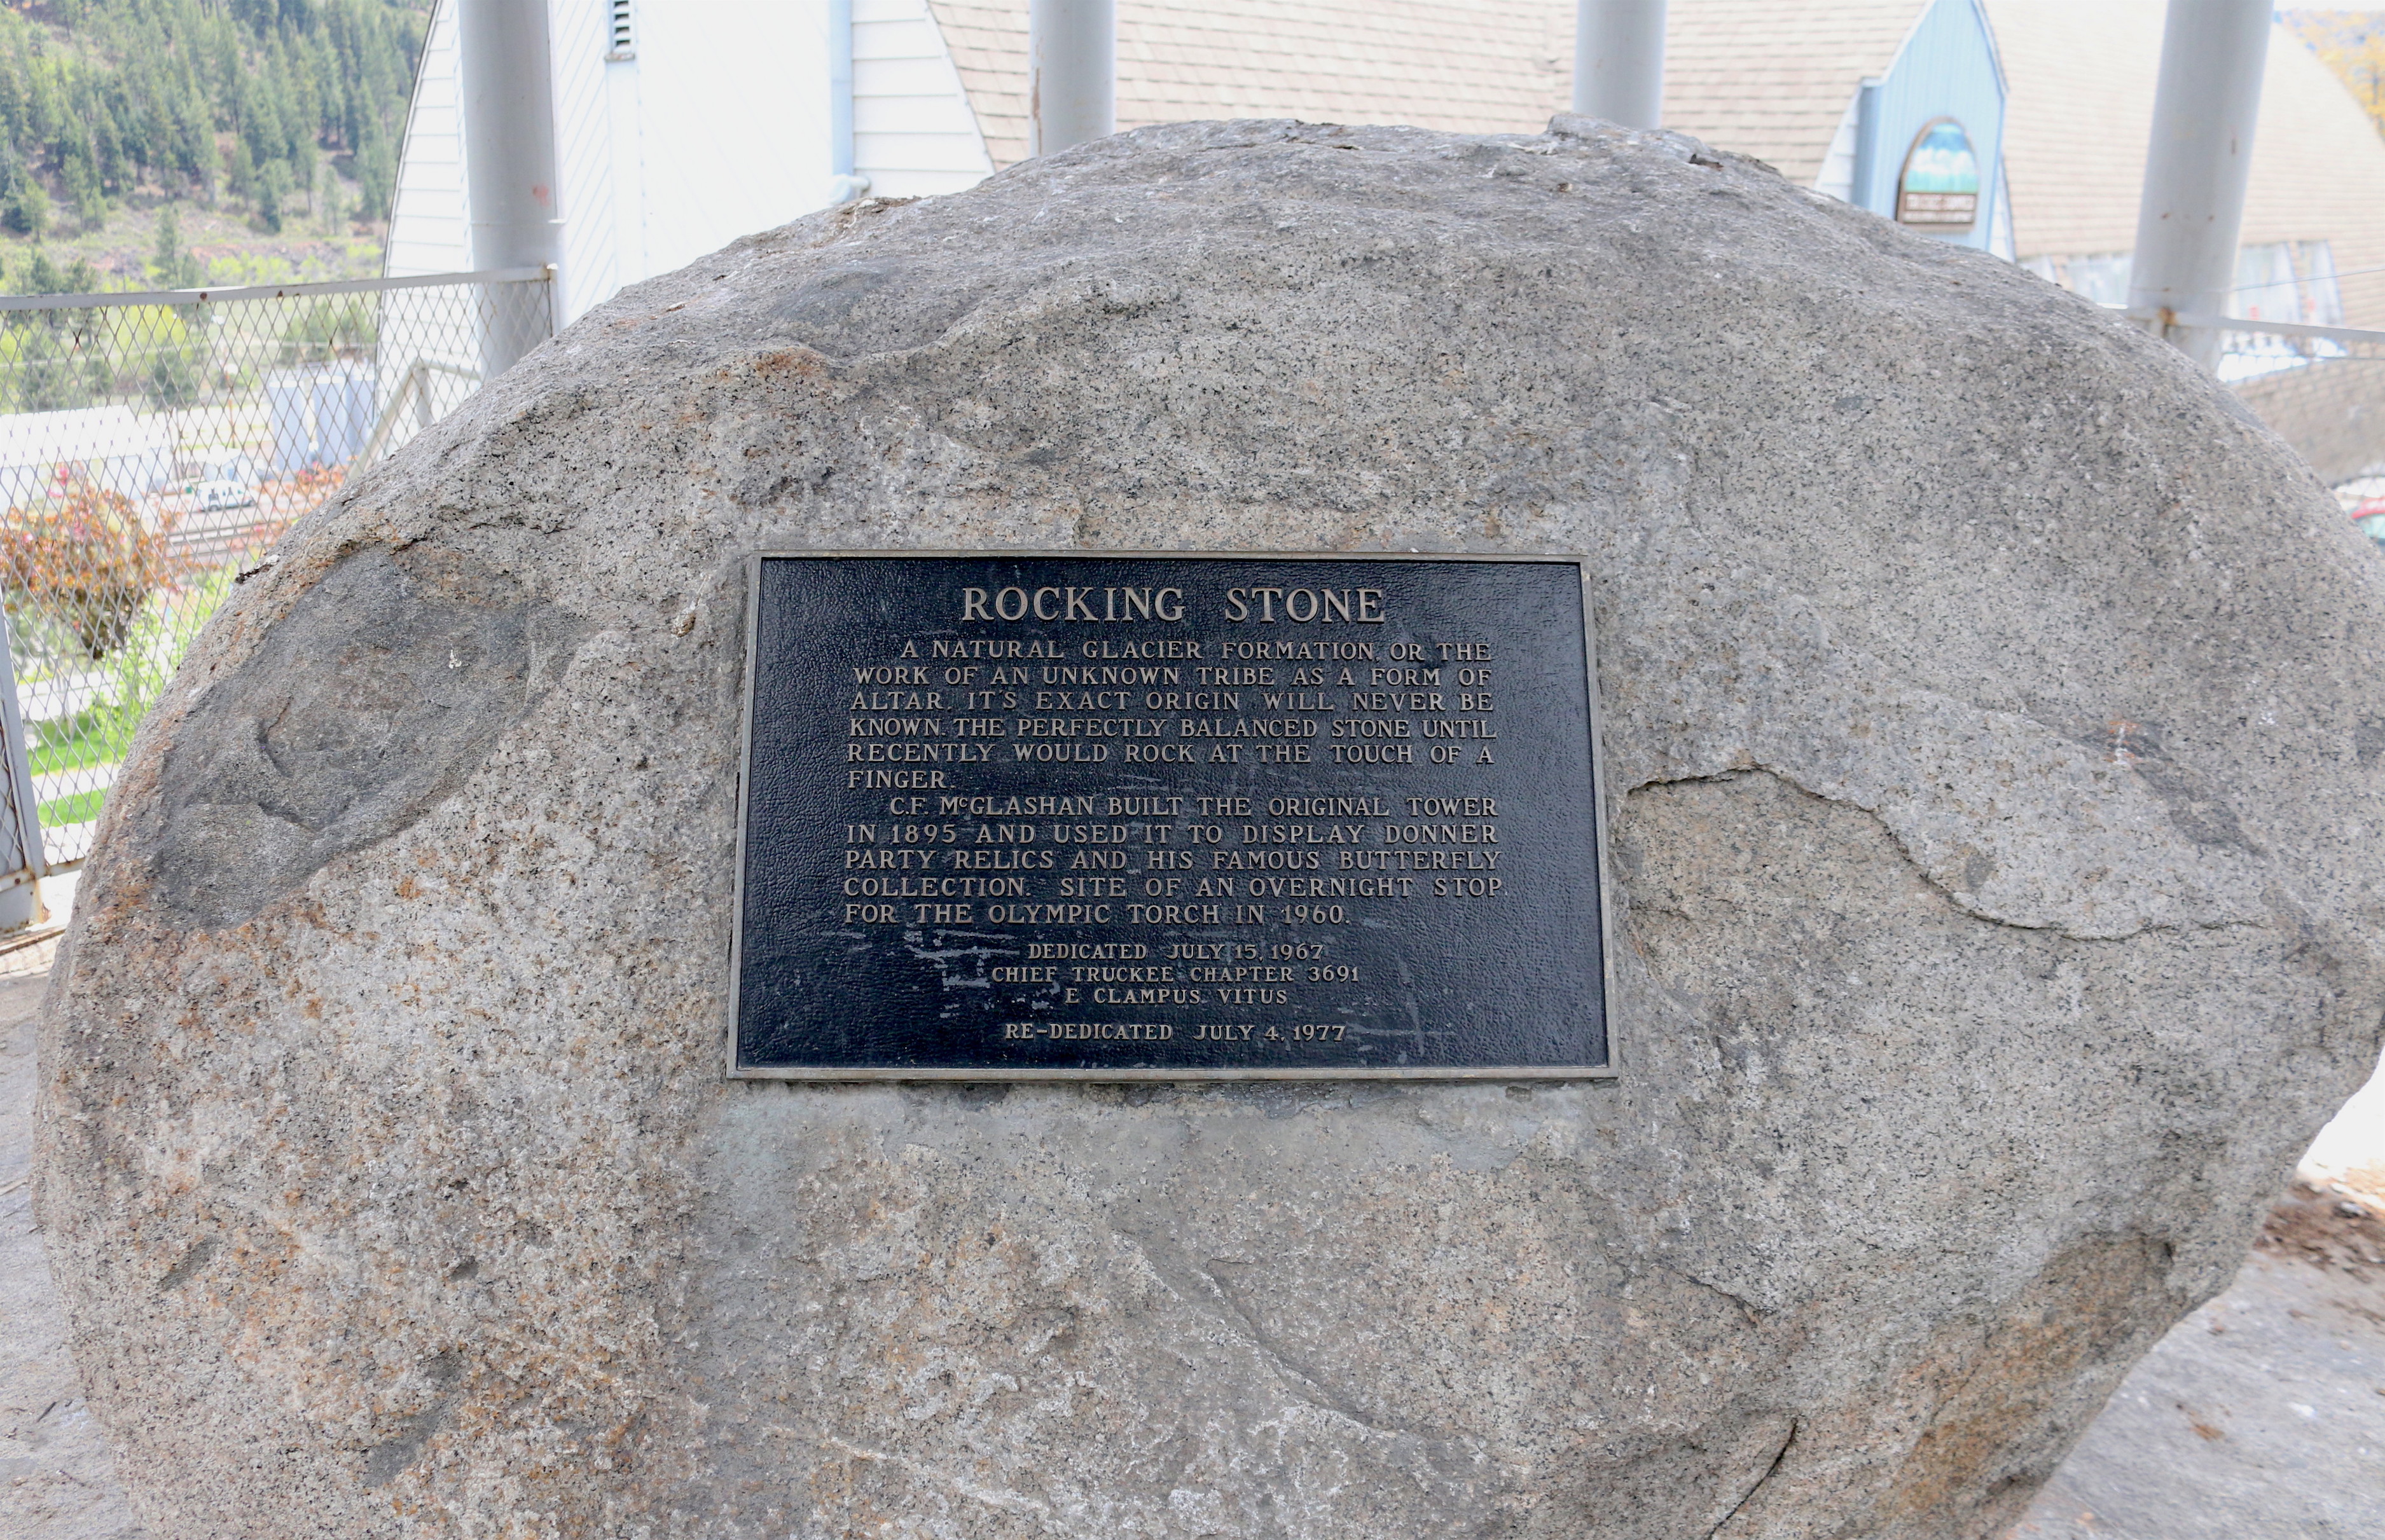 ROCKING STONE
A NATURAL GLACIER FORMATION, OR THE
WORK OF AN UNKNOWN TRIBE AS A FORM OF
ALTAR. IT'S EXACT ORIGIN WILL NEVER BE
KNOWN. THE PERFECTLY BALANCED STONE UNTIL
RECENTLY WOULD ROCK AT THE TOUCH OF A
FINGER.
C.F. McGLASHAN BUILT THE ORIGINAL TOWER
IN 1895 AND USED IT TO DISPLAY DONNER
PARTY RELICS AND HIS FAMOUS BUTTERFLY
COLLECTION. SITE OF AN OVERNIGHT STOP
FOR THE OLYMPIC TORCH IN 1960.
DEDICATED JULY 15, 1967
CHIEF TRUCKEE CHAPTER 3691
E CLAMPUS VITUS
RE-DEDICATED JULY 4, 1977